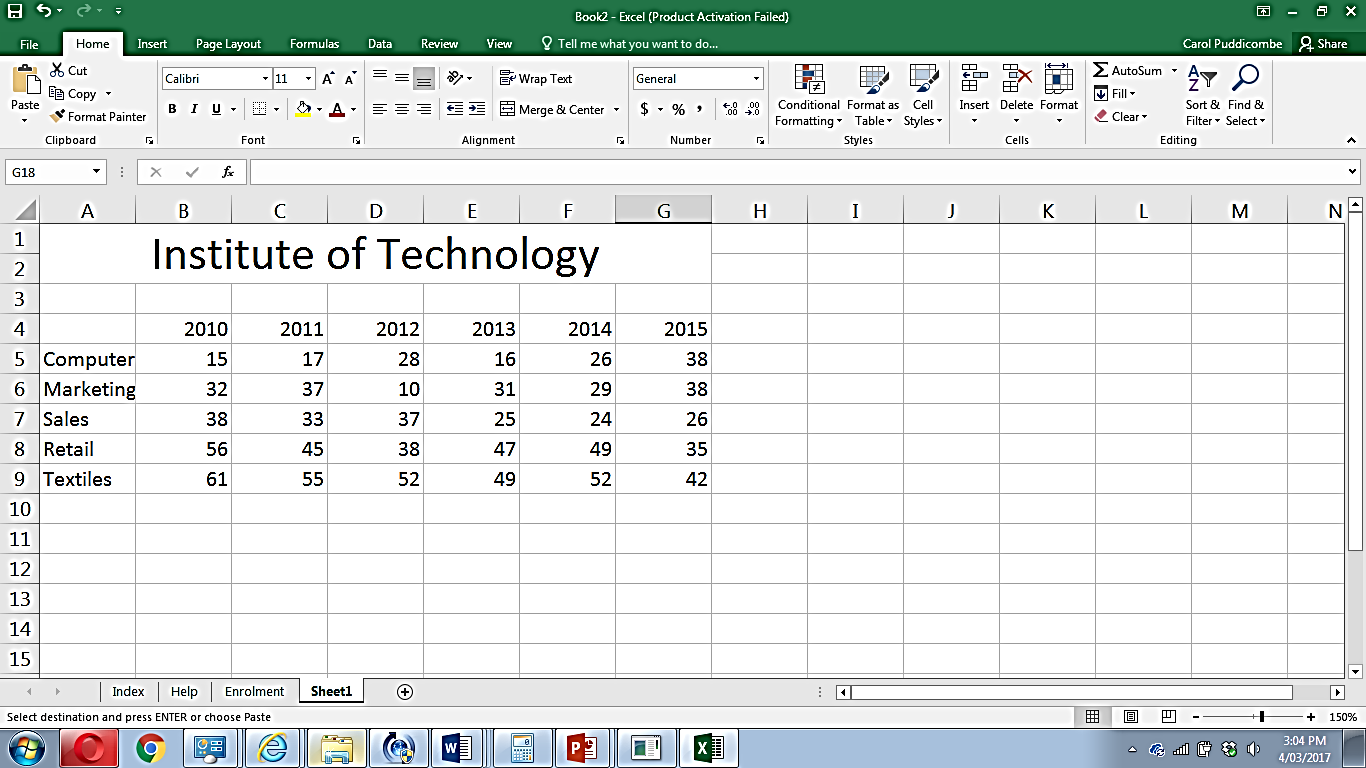 Book2 - Excel (Product Activation Failed)
File Home Insert Page Layout Formulas Data Review View Tell me what you want to do... Carol Puddicombe Share
Paste
Cut
Copy
Format Painter
Clipboard
Calibri 11 A A
B I U A
Font
Wrap Text
Merge & Center
Alignment
General
$ % , .0 .00 .00 .0
Number
Conditional Formatting
Format as Table
Cell Styles
Styles
Insert Delete Format
Cells
AutoSum
Fill
Clear
Sort & Filter
Find & Select
Editing
G18 fx
A B C D E F G H I J K L M N
1 Institute of Technology
2
3
4 2010 2011 2012 2013 2014 2015
5 Computer 15 17 28 16 26 38
6 Marketing 32 37 10 31 29 38
7 Sales 38 33 37 25 24 26
8 Retail 56 45 38 47 49 35
9 Textiles 61 55 52 49 52 42
10
11
12
13
14
15
Index Help Enrolment Sheet1
Select destination and press ENTER or choose Paste 150%
3:04 PM
4/03/2017